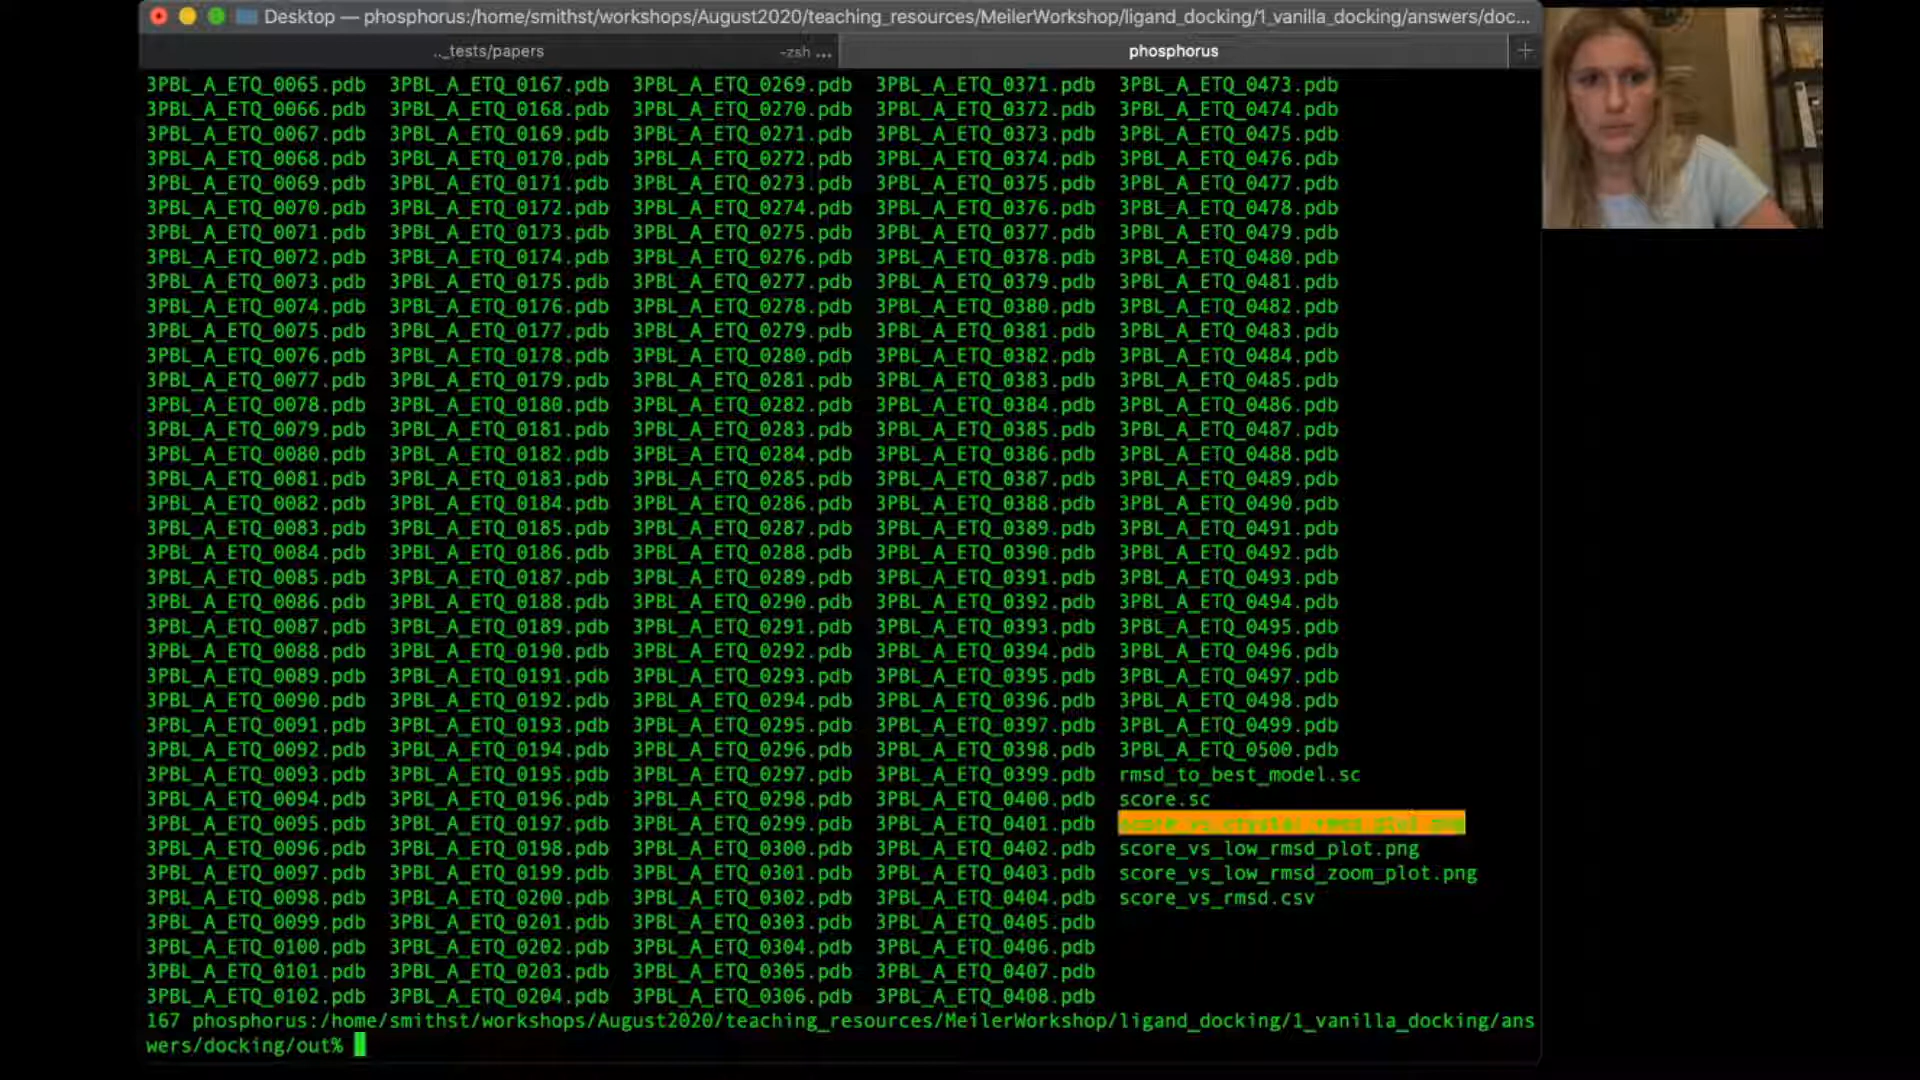 Desktop — phosphorus:/home/smithst/workshops/August2020/teaching_resources/MeilerWorkshop/ligand_docking/1_vanilla_docking/answers/doc...
.._tests/papers -zsh ... phosphorus +
3PBL_A_ETQ_0065.pdb 3PBL_A_ETQ_0167.pdb 3PBL_A_ETQ_0269.pdb 3PBL_A_ETQ_0371.pdb 3PBL_A_ETQ_0473.pdb
3PBL_A_ETQ_0066.pdb 3PBL_A_ETQ_0168.pdb 3PBL_A_ETQ_0270.pdb 3PBL_A_ETQ_0372.pdb 3PBL_A_ETQ_0474.pdb
3PBL_A_ETQ_0067.pdb 3PBL_A_ETQ_0169.pdb 3PBL_A_ETQ_0271.pdb 3PBL_A_ETQ_0373.pdb 3PBL_A_ETQ_0475.pdb
3PBL_A_ETQ_0068.pdb 3PBL_A_ETQ_0170.pdb 3PBL_A_ETQ_0272.pdb 3PBL_A_ETQ_0374.pdb 3PBL_A_ETQ_0476.pdb
3PBL_A_ETQ_0069.pdb 3PBL_A_ETQ_0171.pdb 3PBL_A_ETQ_0273.pdb 3PBL_A_ETQ_0375.pdb 3PBL_A_ETQ_0477.pdb
3PBL_A_ETQ_0070.pdb 3PBL_A_ETQ_0172.pdb 3PBL_A_ETQ_0274.pdb 3PBL_A_ETQ_0376.pdb 3PBL_A_ETQ_0478.pdb
3PBL_A_ETQ_0071.pdb 3PBL_A_ETQ_0173.pdb 3PBL_A_ETQ_0275.pdb 3PBL_A_ETQ_0377.pdb 3PBL_A_ETQ_0479.pdb
3PBL_A_ETQ_0072.pdb 3PBL_A_ETQ_0174.pdb 3PBL_A_ETQ_0276.pdb 3PBL_A_ETQ_0378.pdb 3PBL_A_ETQ_0480.pdb
3PBL_A_ETQ_0073.pdb 3PBL_A_ETQ_0175.pdb 3PBL_A_ETQ_0277.pdb 3PBL_A_ETQ_0379.pdb 3PBL_A_ETQ_0481.pdb
3PBL_A_ETQ_0074.pdb 3PBL_A_ETQ_0176.pdb 3PBL_A_ETQ_0278.pdb 3PBL_A_ETQ_0380.pdb 3PBL_A_ETQ_0482.pdb
3PBL_A_ETQ_0075.pdb 3PBL_A_ETQ_0177.pdb 3PBL_A_ETQ_0279.pdb 3PBL_A_ETQ_0381.pdb 3PBL_A_ETQ_0483.pdb
3PBL_A_ETQ_0076.pdb 3PBL_A_ETQ_0178.pdb 3PBL_A_ETQ_0280.pdb 3PBL_A_ETQ_0382.pdb 3PBL_A_ETQ_0484.pdb
3PBL_A_ETQ_0077.pdb 3PBL_A_ETQ_0179.pdb 3PBL_A_ETQ_0281.pdb 3PBL_A_ETQ_0383.pdb 3PBL_A_ETQ_0485.pdb
3PBL_A_ETQ_0078.pdb 3PBL_A_ETQ_0180.pdb 3PBL_A_ETQ_0282.pdb 3PBL_A_ETQ_0384.pdb 3PBL_A_ETQ_0486.pdb
3PBL_A_ETQ_0079.pdb 3PBL_A_ETQ_0181.pdb 3PBL_A_ETQ_0283.pdb 3PBL_A_ETQ_0385.pdb 3PBL_A_ETQ_0487.pdb
3PBL_A_ETQ_0080.pdb 3PBL_A_ETQ_0182.pdb 3PBL_A_ETQ_0284.pdb 3PBL_A_ETQ_0386.pdb 3PBL_A_ETQ_0488.pdb
3PBL_A_ETQ_0081.pdb 3PBL_A_ETQ_0183.pdb 3PBL_A_ETQ_0285.pdb 3PBL_A_ETQ_0387.pdb 3PBL_A_ETQ_0489.pdb
3PBL_A_ETQ_0082.pdb 3PBL_A_ETQ_0184.pdb 3PBL_A_ETQ_0286.pdb 3PBL_A_ETQ_0388.pdb 3PBL_A_ETQ_0490.pdb
3PBL_A_ETQ_0083.pdb 3PBL_A_ETQ_0185.pdb 3PBL_A_ETQ_0287.pdb 3PBL_A_ETQ_0389.pdb 3PBL_A_ETQ_0491.pdb
3PBL_A_ETQ_0084.pdb 3PBL_A_ETQ_0186.pdb 3PBL_A_ETQ_0288.pdb 3PBL_A_ETQ_0390.pdb 3PBL_A_ETQ_0492.pdb
3PBL_A_ETQ_0085.pdb 3PBL_A_ETQ_0187.pdb 3PBL_A_ETQ_0289.pdb 3PBL_A_ETQ_0391.pdb 3PBL_A_ETQ_0493.pdb
3PBL_A_ETQ_0086.pdb 3PBL_A_ETQ_0188.pdb 3PBL_A_ETQ_0290.pdb 3PBL_A_ETQ_0392.pdb 3PBL_A_ETQ_0494.pdb
3PBL_A_ETQ_0087.pdb 3PBL_A_ETQ_0189.pdb 3PBL_A_ETQ_0291.pdb 3PBL_A_ETQ_0393.pdb 3PBL_A_ETQ_0495.pdb
3PBL_A_ETQ_0088.pdb 3PBL_A_ETQ_0190.pdb 3PBL_A_ETQ_0292.pdb 3PBL_A_ETQ_0394.pdb 3PBL_A_ETQ_0496.pdb
3PBL_A_ETQ_0089.pdb 3PBL_A_ETQ_0191.pdb 3PBL_A_ETQ_0293.pdb 3PBL_A_ETQ_0395.pdb 3PBL_A_ETQ_0497.pdb
3PBL_A_ETQ_0090.pdb 3PBL_A_ETQ_0192.pdb 3PBL_A_ETQ_0294.pdb 3PBL_A_ETQ_0396.pdb 3PBL_A_ETQ_0498.pdb
3PBL_A_ETQ_0091.pdb 3PBL_A_ETQ_0193.pdb 3PBL_A_ETQ_0295.pdb 3PBL_A_ETQ_0397.pdb 3PBL_A_ETQ_0499.pdb
3PBL_A_ETQ_0092.pdb 3PBL_A_ETQ_0194.pdb 3PBL_A_ETQ_0296.pdb 3PBL_A_ETQ_0398.pdb 3PBL_A_ETQ_0500.pdb
3PBL_A_ETQ_0093.pdb 3PBL_A_ETQ_0195.pdb 3PBL_A_ETQ_0297.pdb 3PBL_A_ETQ_0399.pdb rmsd_to_best_model.sc
3PBL_A_ETQ_0094.pdb 3PBL_A_ETQ_0196.pdb 3PBL_A_ETQ_0298.pdb 3PBL_A_ETQ_0400.pdb score.sc
3PBL_A_ETQ_0095.pdb 3PBL_A_ETQ_0197.pdb 3PBL_A_ETQ_0299.pdb 3PBL_A_ETQ_0401.pdb
3PBL_A_ETQ_0096.pdb 3PBL_A_ETQ_0198.pdb 3PBL_A_ETQ_0300.pdb 3PBL_A_ETQ_0402.pdb score_vs_low_rmsd_plot.png
3PBL_A_ETQ_0097.pdb 3PBL_A_ETQ_0199.pdb 3PBL_A_ETQ_0301.pdb 3PBL_A_ETQ_0403.pdb score_vs_low_rmsd_zoom_plot.png
3PBL_A_ETQ_0098.pdb 3PBL_A_ETQ_0200.pdb 3PBL_A_ETQ_0302.pdb 3PBL_A_ETQ_0404.pdb score_vs_rmsd.csv
3PBL_A_ETQ_0099.pdb 3PBL_A_ETQ_0201.pdb 3PBL_A_ETQ_0303.pdb 3PBL_A_ETQ_0405.pdb
3PBL_A_ETQ_0100.pdb 3PBL_A_ETQ_0202.pdb 3PBL_A_ETQ_0304.pdb 3PBL_A_ETQ_0406.pdb
3PBL_A_ETQ_0101.pdb 3PBL_A_ETQ_0203.pdb 3PBL_A_ETQ_0305.pdb 3PBL_A_ETQ_0407.pdb
3PBL_A_ETQ_0102.pdb 3PBL_A_ETQ_0204.pdb 3PBL_A_ETQ_0306.pdb 3PBL_A_ETQ_0408.pdb
167 phosphorus:/home/smithst/workshops/August2020/teaching_resources/MeilerWorkshop/ligand_docking/1_vanilla_docking/ans
wers/docking/out%